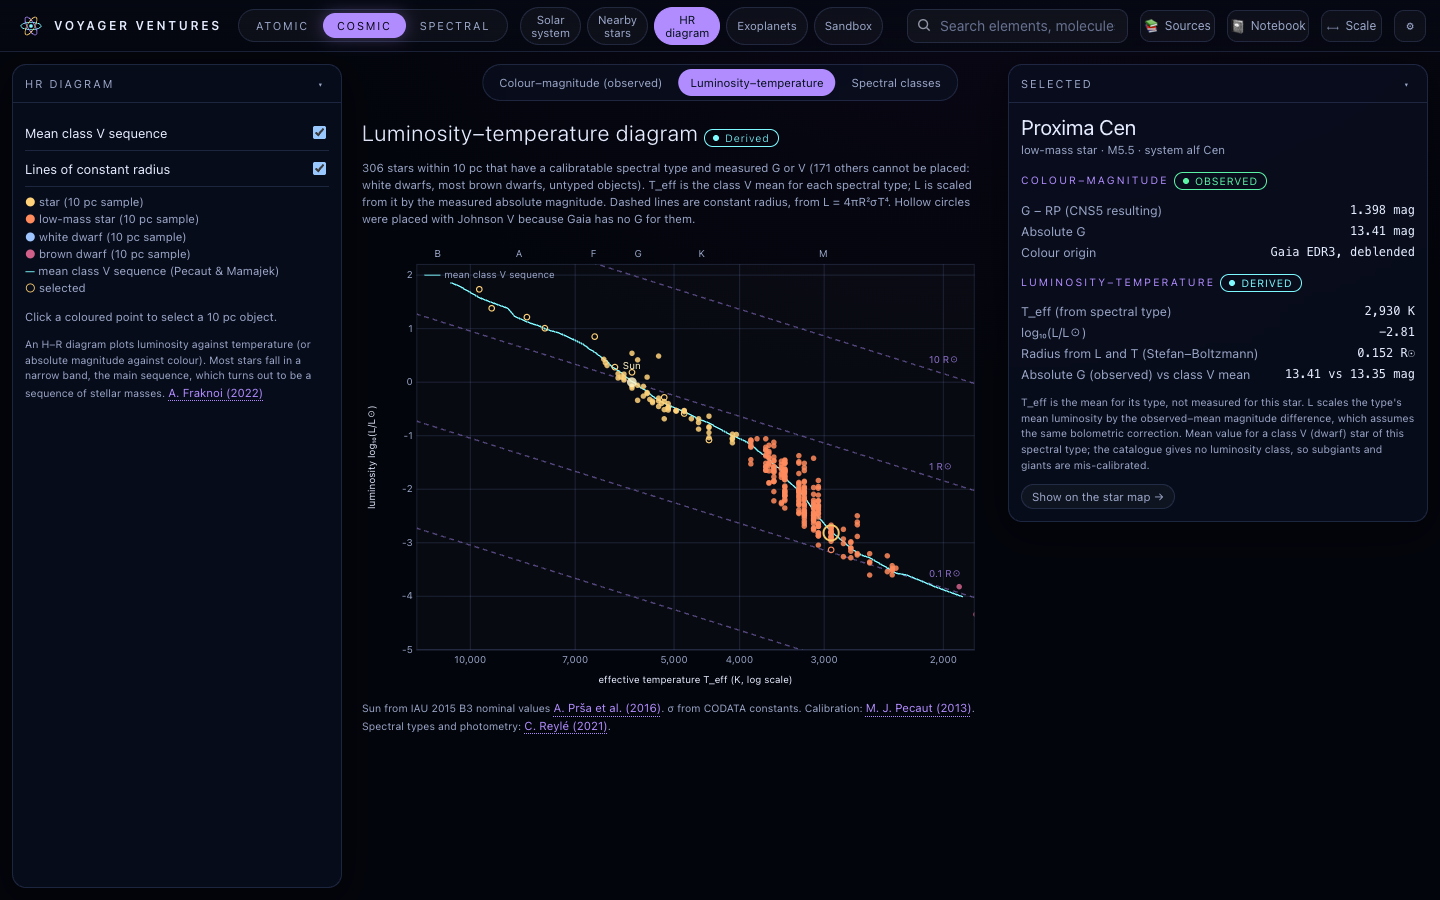 VOYAGER VENTURES
ATOMIC
COSMIC
SPECTRAL
Solar system
Nearby stars
HR diagram
Exoplanets
Sandbox
Search elements, molecule
Sources
Notebook
Scale
HR DIAGRAM
Mean class V sequence
Lines of constant radius
star (10 pc sample)
low-mass star (10 pc sample)
white dwarf (10 pc sample)
brown dwarf (10 pc sample)
mean class V sequence (Pecaut & Mamajek)
selected
Click a coloured point to select a 10 pc object.
An H–R diagram plots luminosity against temperature (or
absolute magnitude against colour). Most stars fall in a
narrow band, the main sequence, which turns out to be a
sequence of stellar masses. A. Fraknoi (2022)
Colour–magnitude (observed)
Luminosity–temperature
Spectral classes
Luminosity–temperature diagram Derived
306 stars within 10 pc that have a calibratable spectral type and measured G or V (171 others cannot be placed:
white dwarfs, most brown dwarfs, untyped objects). T_eff is the class V mean for each spectral type; L is scaled
from it by the measured absolute magnitude. Dashed lines are constant radius, from L = 4πR²σT⁴. Hollow circles
were placed with Johnson V because Gaia has no G for them.
B A F G K M
mean class V sequence
Sun
10 R☉
1 R☉
0.1 R☉
2
1
0
-1
-2
-3
-4
-5
luminosity log₁₀(L/L☉)
10,000 7,000 5,000 4,000 3,000 2,000
effective temperature T_eff (K, log scale)
Sun from IAU 2015 B3 nominal values A. Prša et al. (2016). σ from CODATA constants. Calibration: M. J. Pecaut (2013).
Spectral types and photometry: C. Reylé (2021).
SELECTED
Proxima Cen
low-mass star · M5.5 · system alf Cen
COLOUR–MAGNITUDE OBSERVED
G – RP (CNS5 resulting) 1.398 mag
Absolute G 13.41 mag
Colour origin Gaia EDR3, deblended
LUMINOSITY–TEMPERATURE DERIVED
T_eff (from spectral type) 2,930 K
log₁₀(L/L☉) −2.81
Radius from L and T (Stefan–Boltzmann) 0.152 R☉
Absolute G (observed) vs class V mean 13.41 vs 13.35 mag
T_eff is the mean for its type, not measured for this star. L scales the type's
mean luminosity by the observed–mean magnitude difference, which assumes
the same bolometric correction. Mean value for a class V (dwarf) star of this
spectral type; the catalogue gives no luminosity class, so subgiants and
giants are mis-calibrated.
Show on the star map →